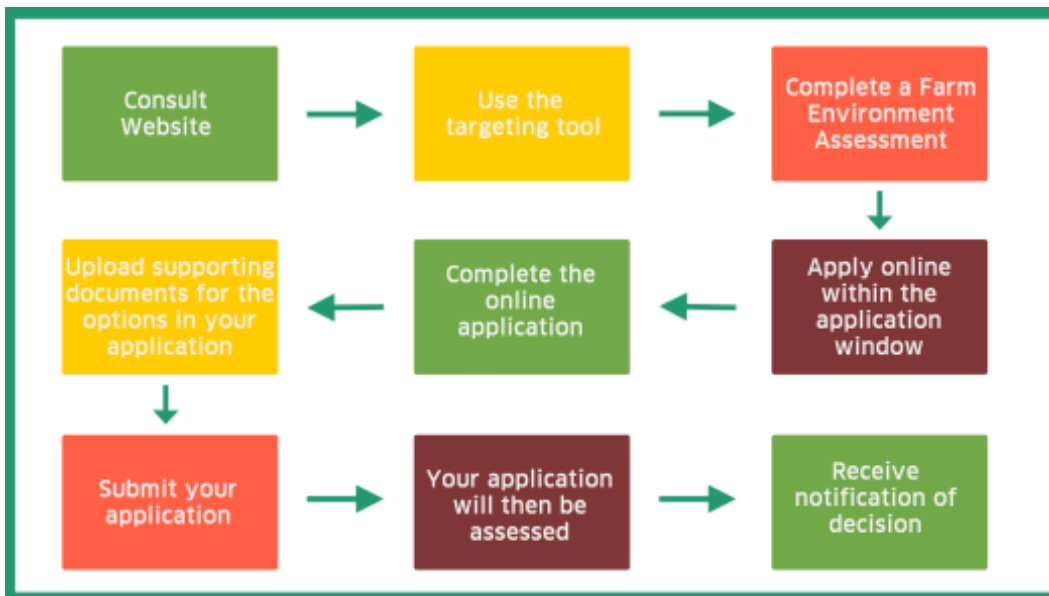 Consult
Website
Use the
targeting tool
Complete a Farm
Environment
Assessment
Apply online
within the
application
window
Complete the
online
application
Upload supporting
documents for the
options in your
application
Submit your
application
Your application
will then be
assessed
Receive
notification of
decision